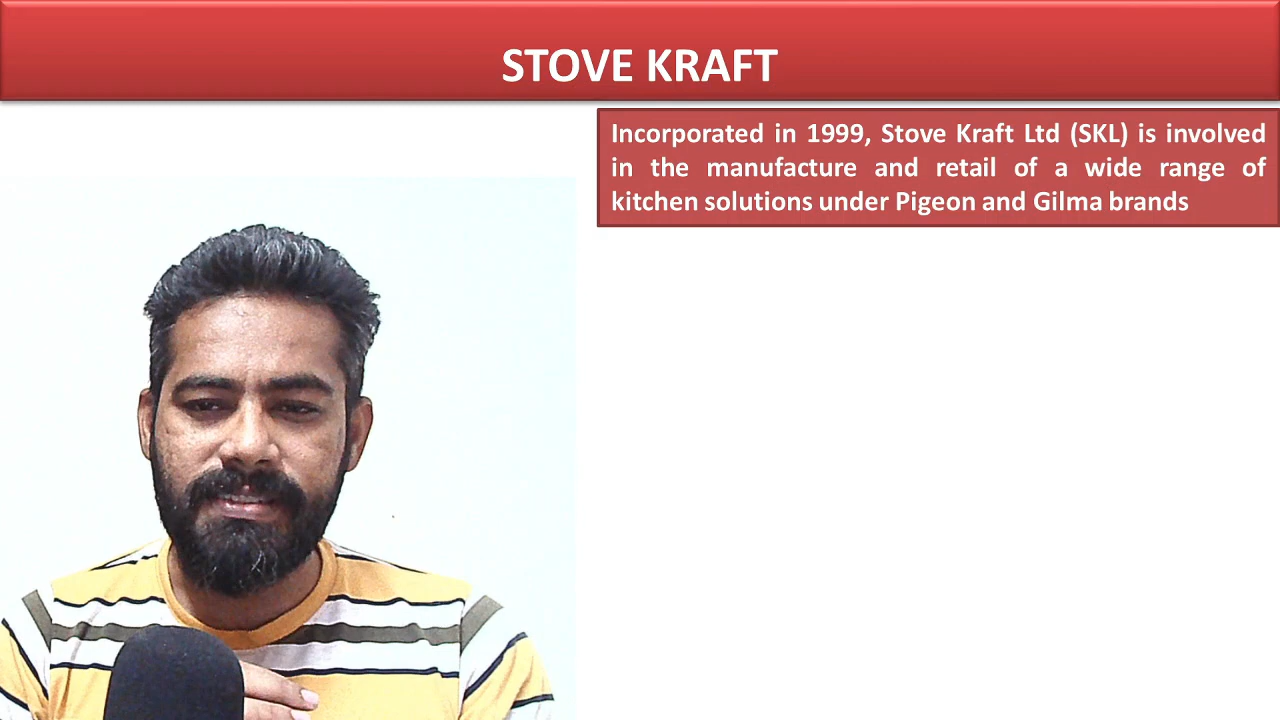 STOVE KRAFT
Incorporated in 1999, Stove Kraft Ltd (SKL) is involved
in the manufacture and retail of a wide range of
kitchen solutions under Pigeon and Gilma brands